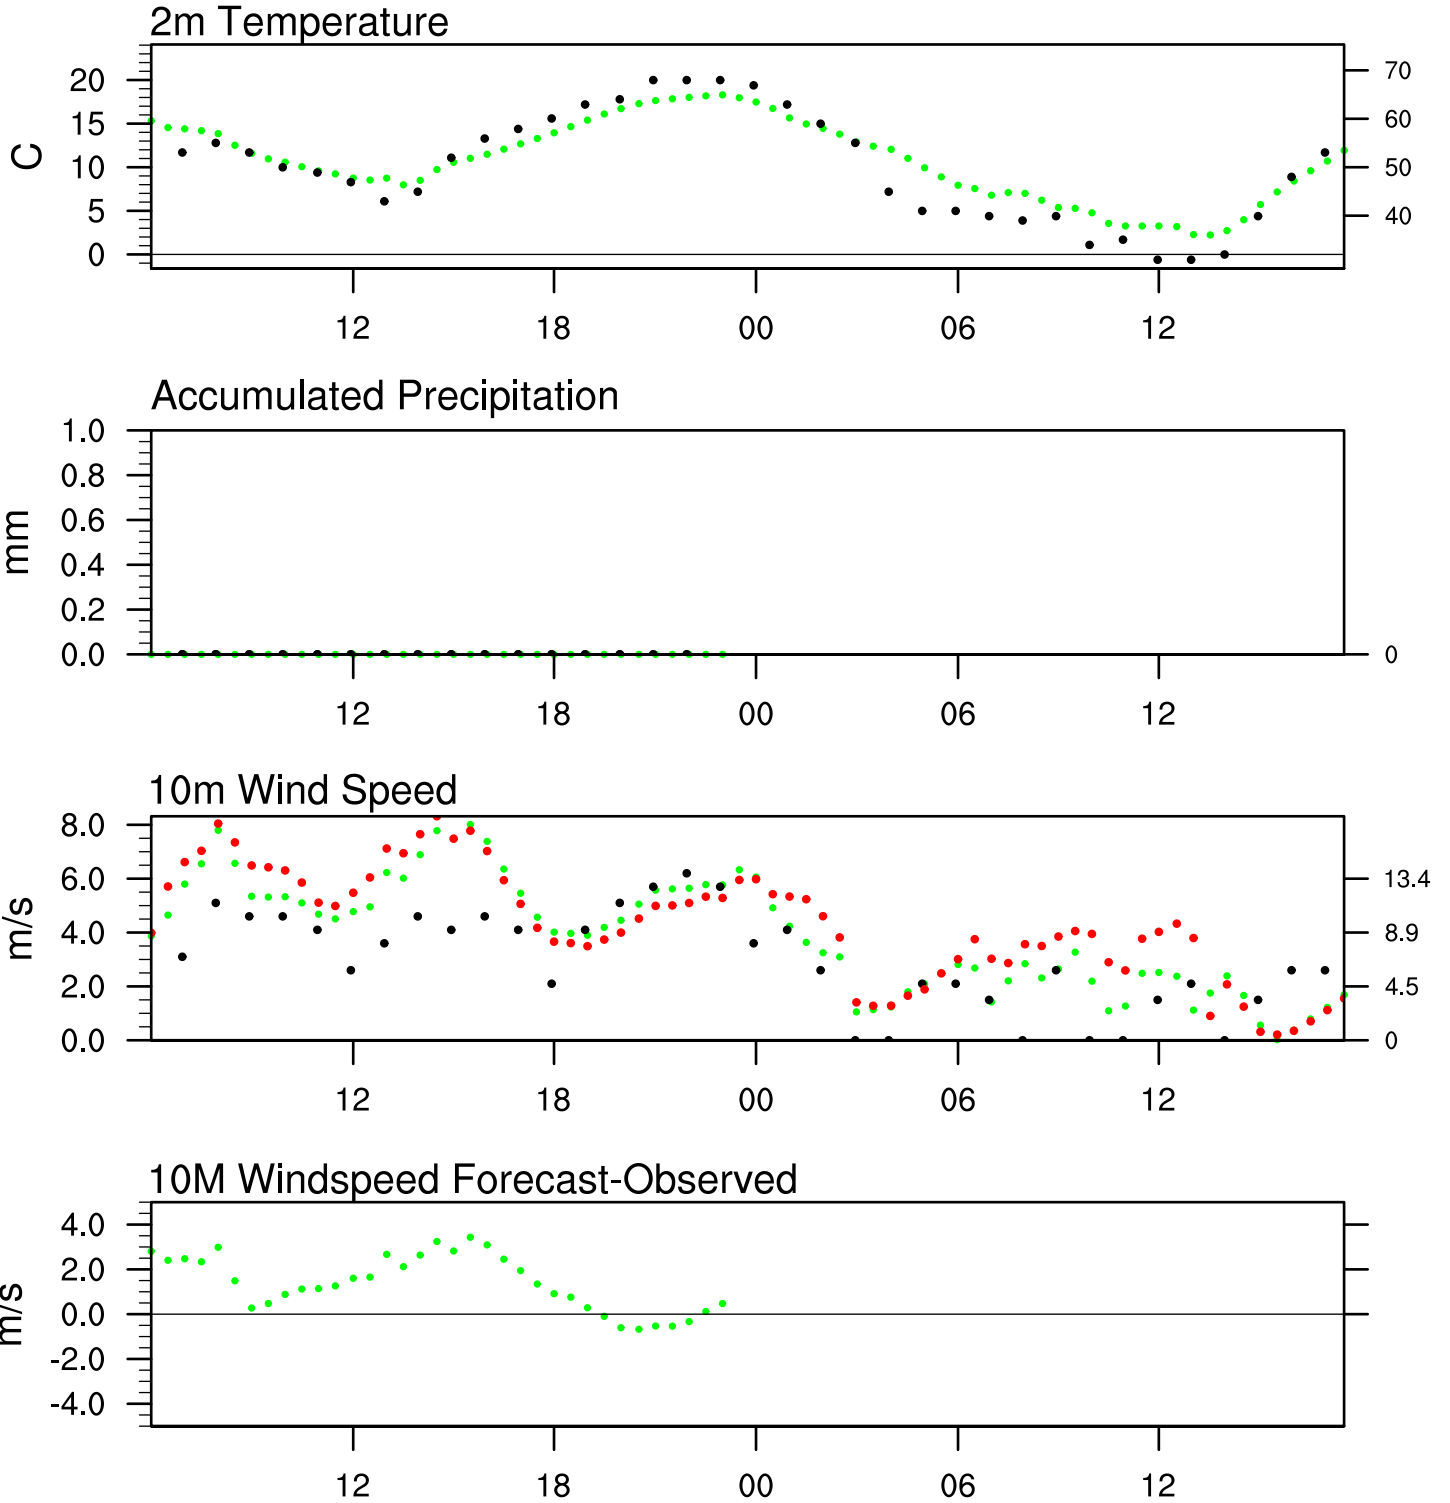 2m Temperature
20
15
10
5
0
C
70
60
50
40
12 18 00 06 12
Accumulated Precipitation
1.0
0.8
0.6
0.4
0.2
0.0
mm
0
12 18 00 06 12
10m Wind Speed
8.0
6.0
4.0
2.0
0.0
m/s
13.4
8.9
4.5
0
12 18 00 06 12
10M Windspeed Forecast-Observed
4.0
2.0
0.0
-2.0
-4.0
m/s
12 18 00 06 12